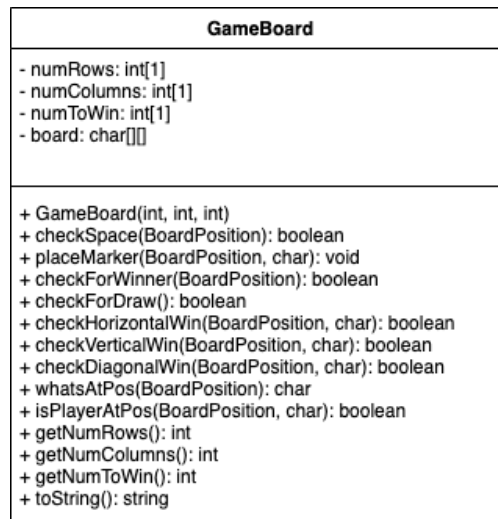 GameBoard
- numRows: int[1]
- numColumns: int[1]
- numToWin: int[1]
- board: char[][]
+ GameBoard(int, int, int)
+ checkSpace(BoardPosition): boolean
+ placeMarker(BoardPosition, char): void
+ checkForWinner(BoardPosition): boolean
+ checkForDraw(): boolean
+ checkHorizontalWin(BoardPosition, char): boolean
+ checkVerticalWin(BoardPosition, char): boolean
+ checkDiagonalWin(BoardPosition, char): boolean
+ whatsAtPos(BoardPosition): char
+ isPlayerAtPos(BoardPosition, char): boolean
+ getNumRows(): int
+ getNumColumns(): int
+ getNumToWin(): int
+ toString(): string